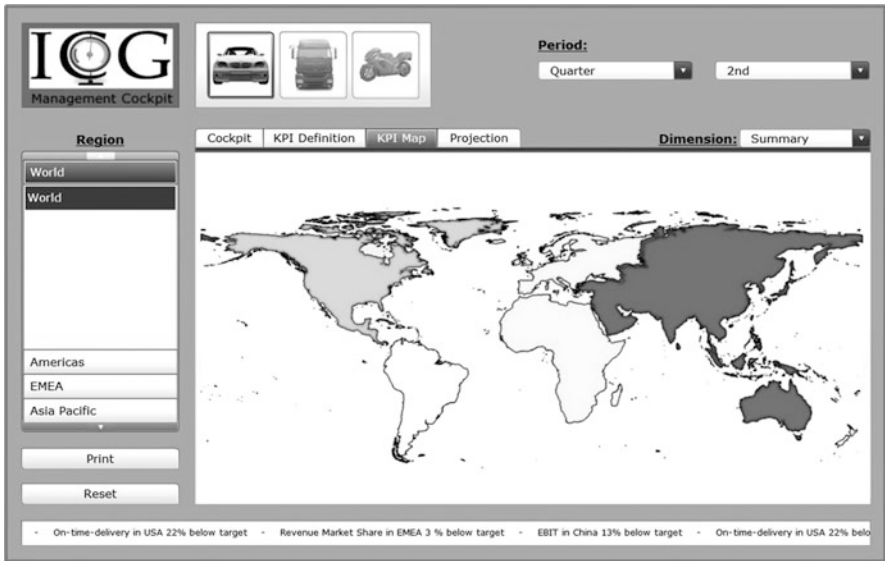 ICG
Management Cockpit
Period:
Quarter
2nd
Region
Cockpit
KPI Definition
KPI Map
Projection
Dimension:
Summary
World
World
Americas
EMEA
Asia Pacific
Print
Reset
- On-time-delivery in USA 22% below target - Revenue Market Share in EMEA 3 % below target - EBIT in China 13% below target - On-time-delivery in USA 22% belo